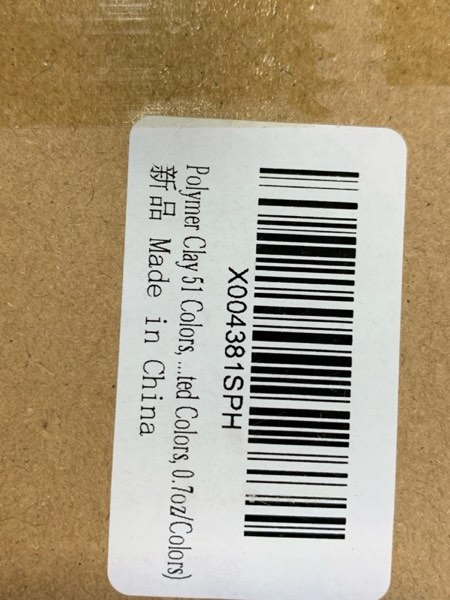 X004381SPH
Polymer Clay 51 Colors, ...ted Colors, 0.7oz/Colors)
新品 Made in China